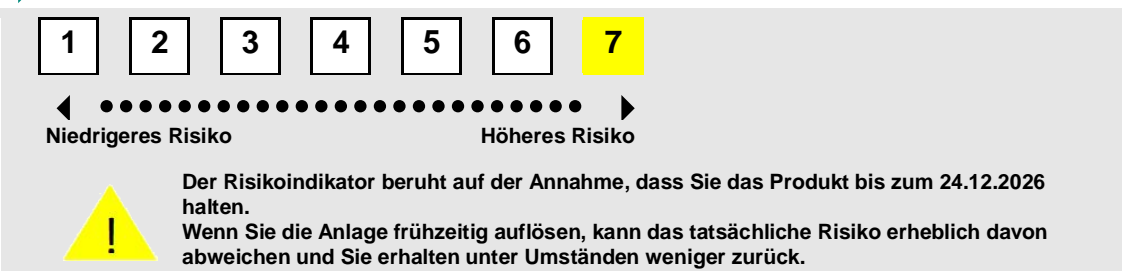 1 2 3 4 5 6 7
Niedrigeres Risiko Höheres Risiko
Der Risikoindikator beruht auf der Annahme, dass Sie das Produkt bis zum 24.12.2026
halten.
!
Wenn Sie die Anlage frühzeitig auflösen, kann das tatsächliche Risiko erheblich davon
abweichen und Sie erhalten unter Umständen weniger zurück.